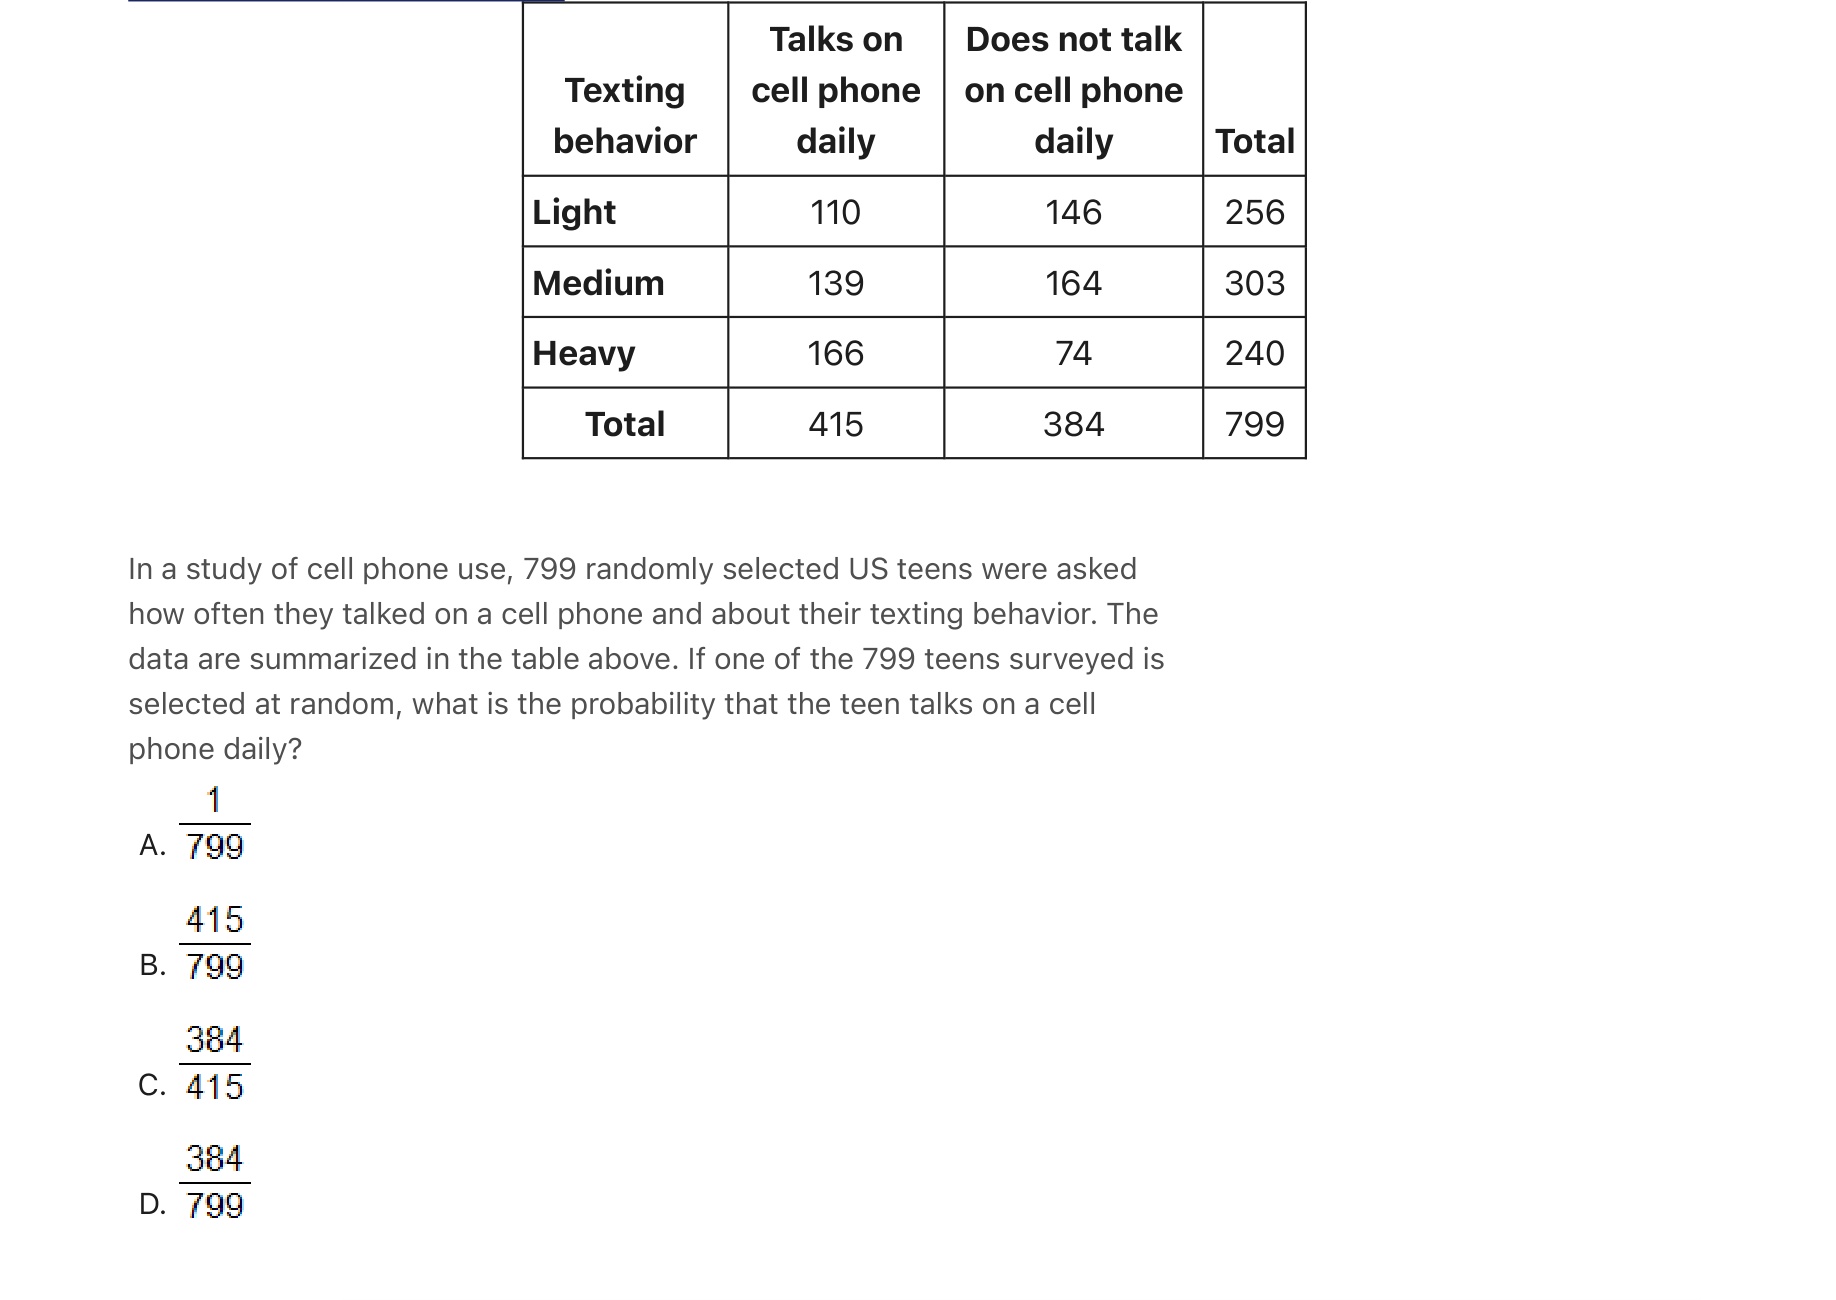 Texting behavior Talks on cell phone daily Does not talk on cell phone daily Total
Light 110 146 256
Medium 139 164 303
Heavy 166 74 240
Total 415 384 799
In a study of cell phone use, 799 randomly selected US teens were asked
how often they talked on a cell phone and about their texting behavior. The
data are summarized in the table above. If one of the 799 teens surveyed is
selected at random, what is the probability that the teen talks on a cell
phone daily?
A. 1/799
B. 415/799
C. 384/415
D. 384/799